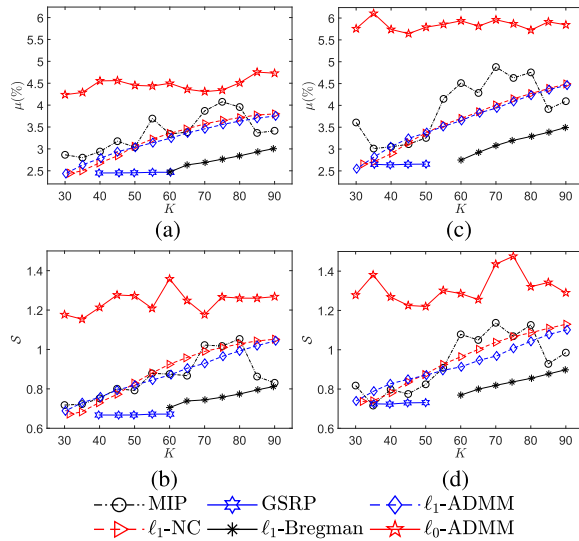 6
5.5
5
4.5
4
3.5
3
2.5
μ(%)
30 40 50 60 70 80 90
K
(a)
6
5.5
5
4.5
4
3.5
3
2.5
μ(%)
30 40 50 60 70 80 90
K
(c)
1.4
1.2
1
0.8
0.6
S
30 40 50 60 70 80 90
K
(b)
1.4
1.2
1
0.8
0.6
S
30 40 50 60 70 80 90
K
(d)
MIP GSRP ℓ1-ADMM
ℓ1-NC ℓ1-Bregman ℓ0-ADMM